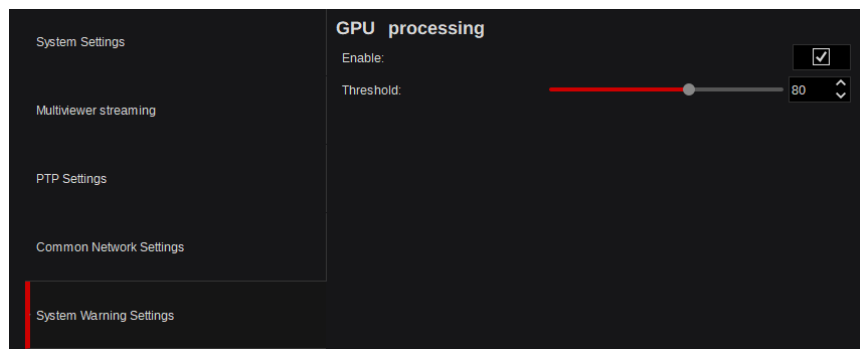 System Settings
Multiviewer streaming
PTP Settings
Common Network Settings
System Warning Settings
GPU processing
Enable:
Threshold:
80